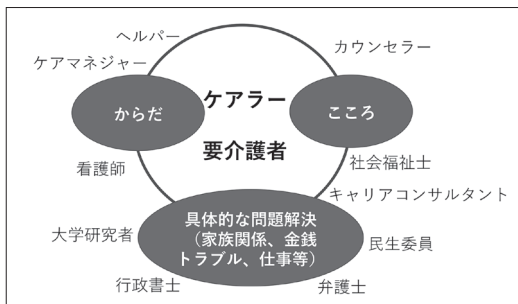 ヘルパー
カウンセラー
ケアマネジャー
ケアラー
からだ
こころ
要介護者
看護師
社会福祉士
キャリアコンサルタント
具体的な問題解決
（家族関係、金銭
トラブル、仕事等）
大学研究者
民生委員
行政書士
弁護士